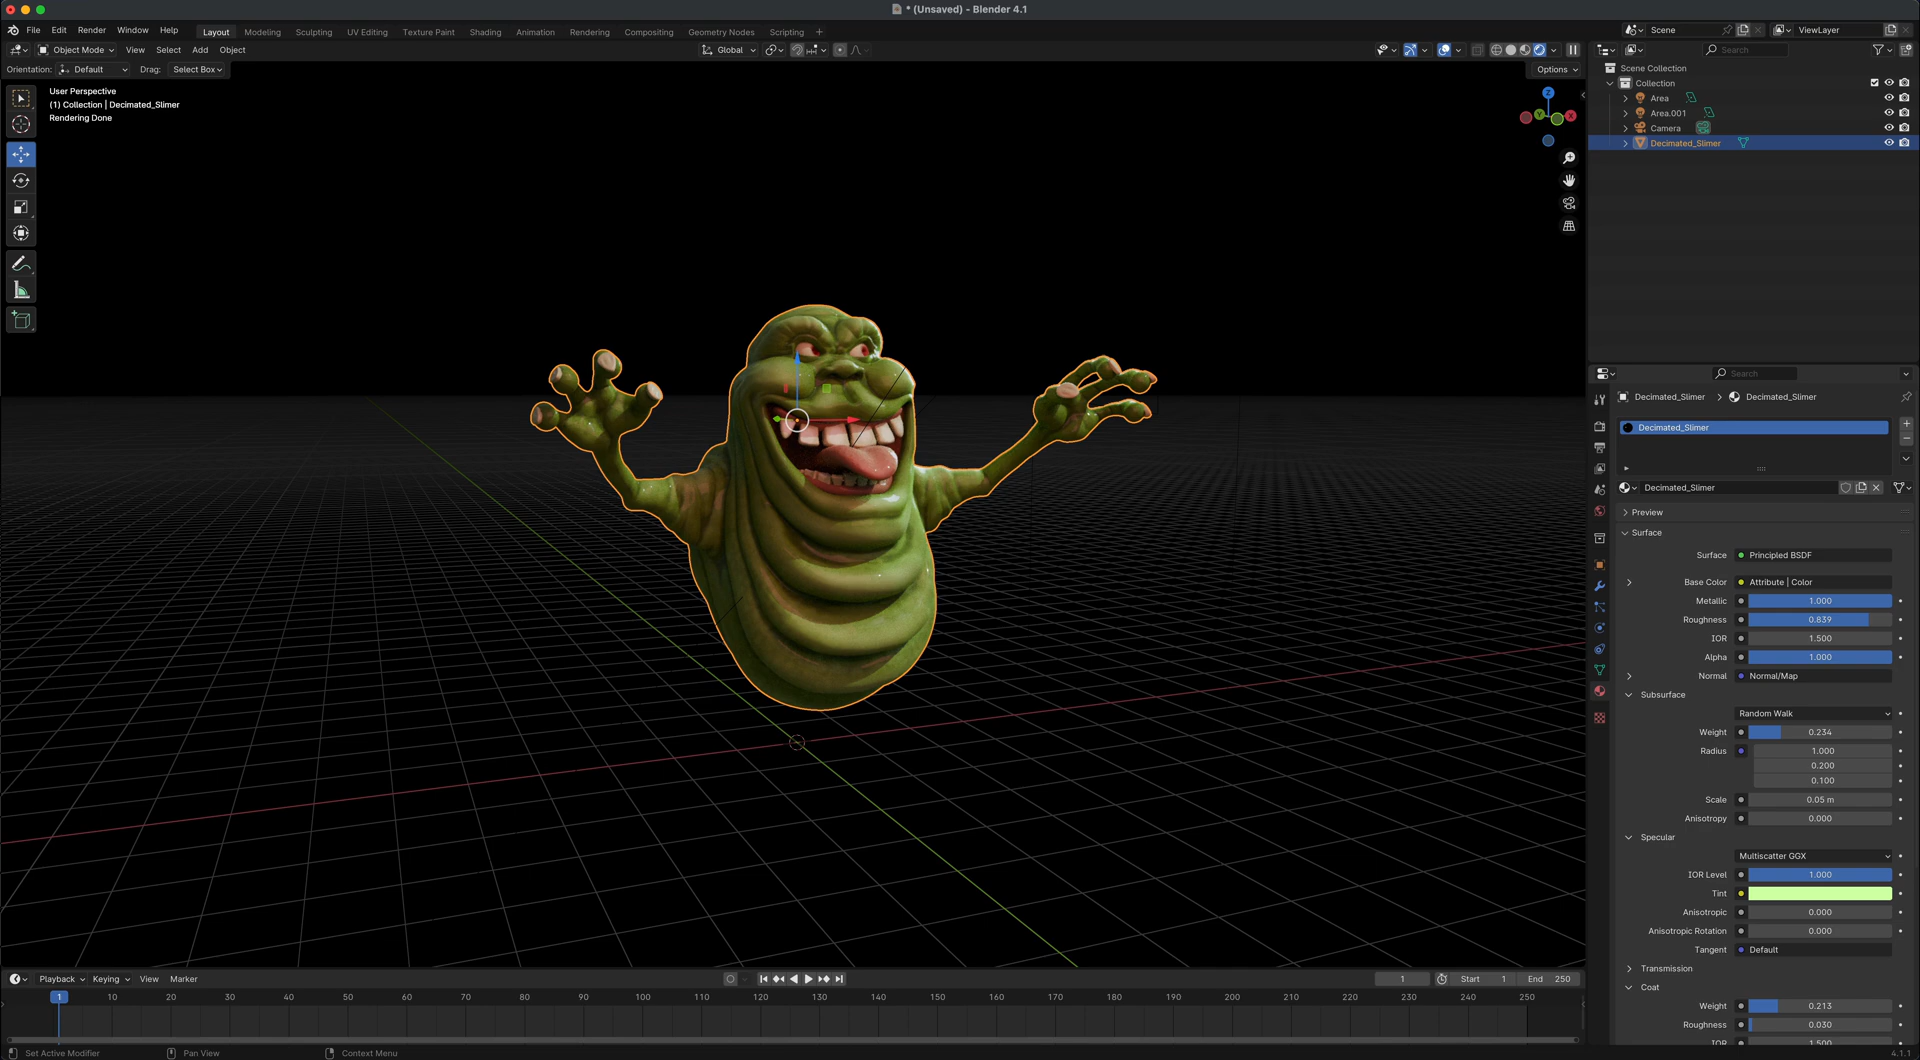 * (Unsaved) - Blender 4.1
File Edit Render Window Help Layout Modeling Sculpting UV Editing Texture Paint Shading Animation Rendering Compositing Geometry Nodes Scripting + Scene ViewLayer
Object Mode View Select Add Object Global Search
Orientation: Default Drag: Select Box Options
User Perspective
(1) Collection | Decimated_Slimer
Rendering Done
Z
Y
X
Scene Collection
Collection
Area
Area.001
Camera
Decimated_Slimer
Search
Decimated_Slimer > Decimated_Slimer
Decimated_Slimer
Decimated_Slimer
Preview
Surface
Surface Principled BSDF
Base Color Attribute | Color
Metallic 1.000
Roughness 0.839
IOR 1.500
Alpha 1.000
Normal Normal/Map
Subsurface
Random Walk
Weight 0.234
Radius 1.000
0.200
0.100
Scale 0.05 m
Anisotropy 0.000
Specular
Multiscatter GGX
IOR Level 1.000
Tint
Anisotropic 0.000
Anisotropic Rotation 0.000
Tangent Default
Transmission
Coat
Weight 0.213
Roughness 0.030
IOR 1.500
Playback Keying View Marker 1 Start 1 End 250
1 10 20 30 40 50 60 70 80 90 100 110 120 130 140 150 160 170 180 190 200 210 220 230 240 250
Set Active Modifier Pan View Context Menu 4.1.1